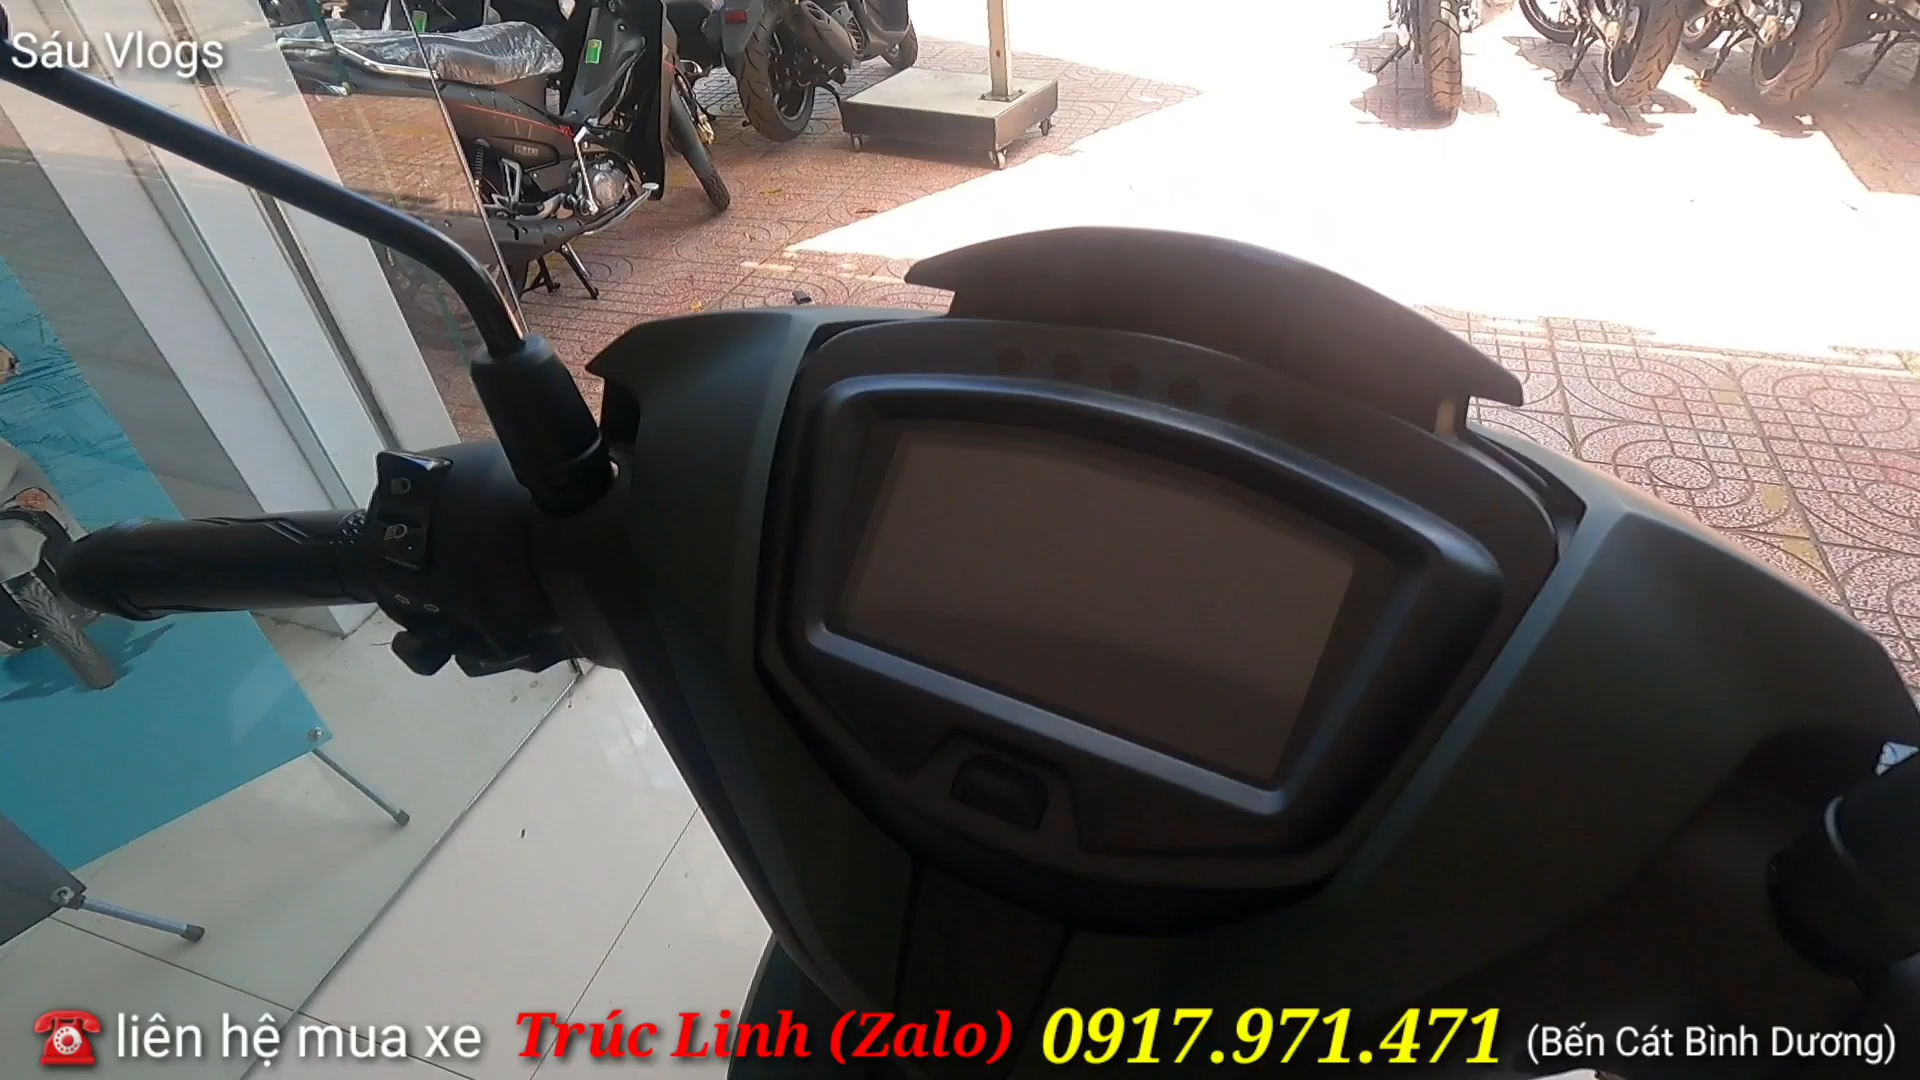 Sáu Vlogs
☎liên hệ mua xe Trúc Linh (Zalo) 0917.971.471 (Bến Cát Bình Dương)